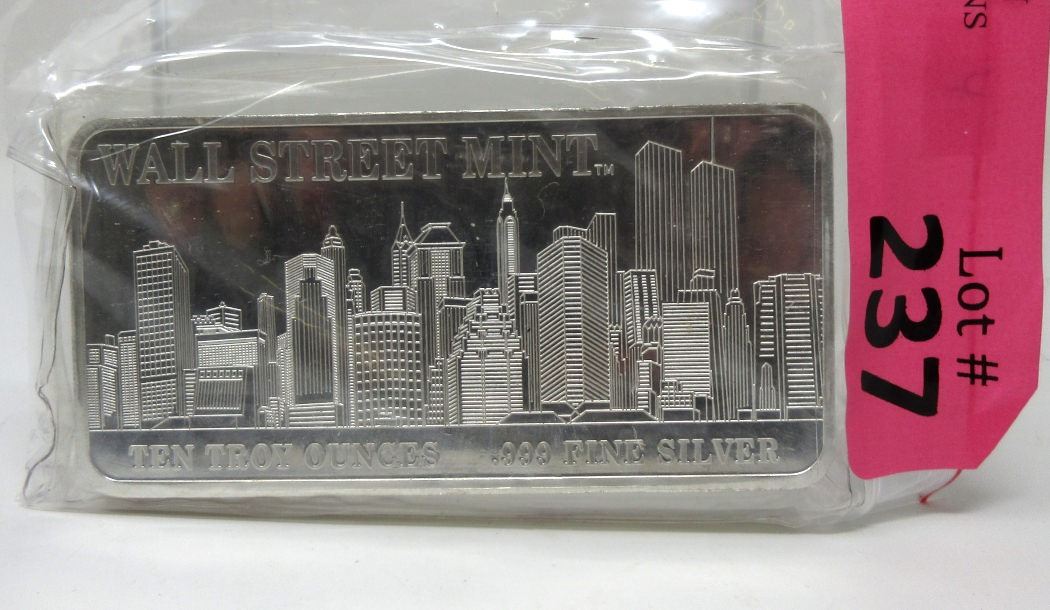 WALL STREET MINT™
TEN TROY OUNCES .999 FINE SILVER
Lot #
237